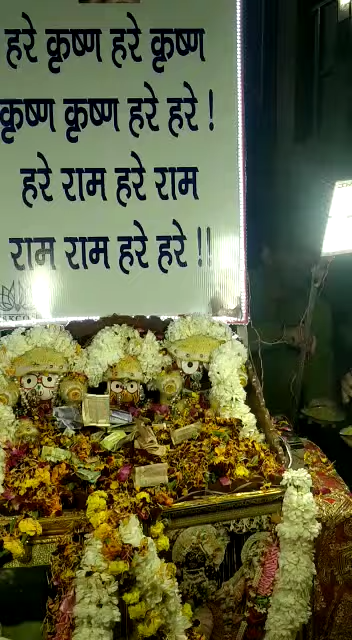 हरे कृष्ण हरे कृष्ण
कृष्ण कृष्ण हरे हरे !
हरे राम हरे राम
राम राम हरे हरे !!